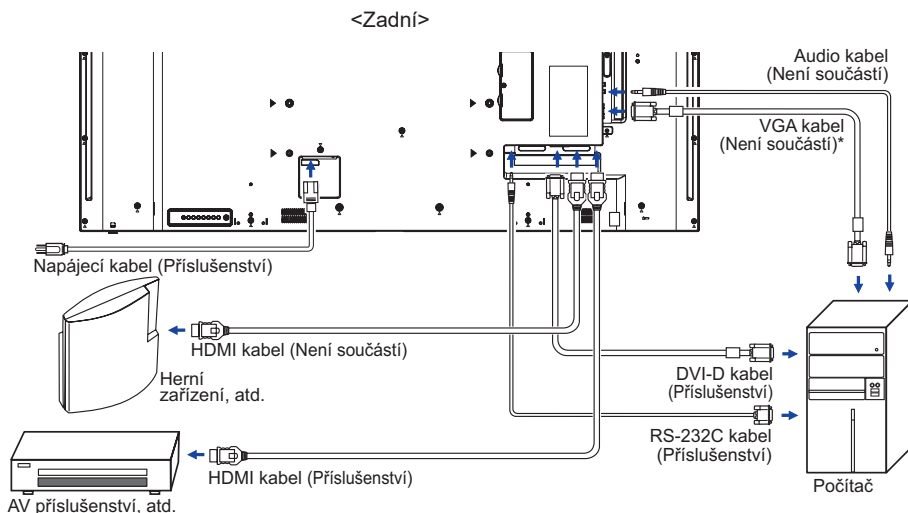 <Zadní>
Audio kabel
(Není součástí)
VGA kabel
(Není součástí)*
Napájecí kabel (Příslušenství)
HDMI kabel (Není součástí)
Herní
zařízení, atd.
DVI-D kabel
(Příslušenství)
RS-232C kabel
(Příslušenství)
HDMI kabel (Příslušenství)
Počítač
AV příslušenství, atd.